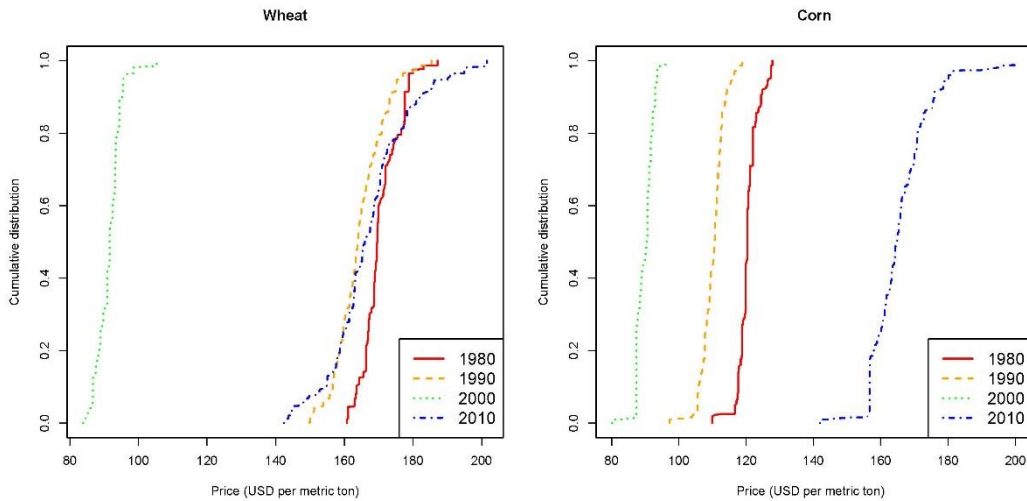 Wheat
Cumulative distribution
0.0 0.2 0.4 0.6 0.8 1.0
80 100 120 140 160 180 200
Price (USD per metric ton)
1980
1990
2000
2010
Corn
Cumulative distribution
0.0 0.2 0.4 0.6 0.8 1.0
80 100 120 140 160 180 200
Price (USD per metric ton)
1980
1990
2000
2010